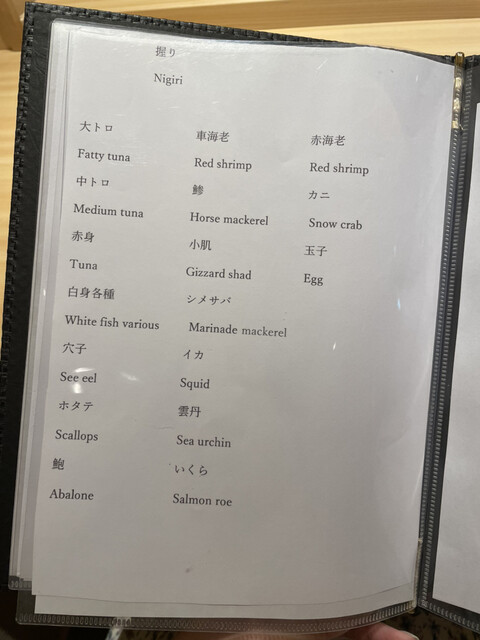 握り
Nigiri
大トロ
Fatty tuna
中トロ
Medium tuna
赤身
Tuna
白身各種
White fish various
穴子
See eel
ホタテ
Scallops
鮑
Abalone
車海老
Red shrimp
鯵
Horse mackerel
小肌
Gizzard shad
シメサバ
Marinade mackerel
イカ
Squid
雲丹
Sea urchin
いくら
Salmon roe
赤海老
Red shrimp
カニ
Snow crab
玉子
Egg